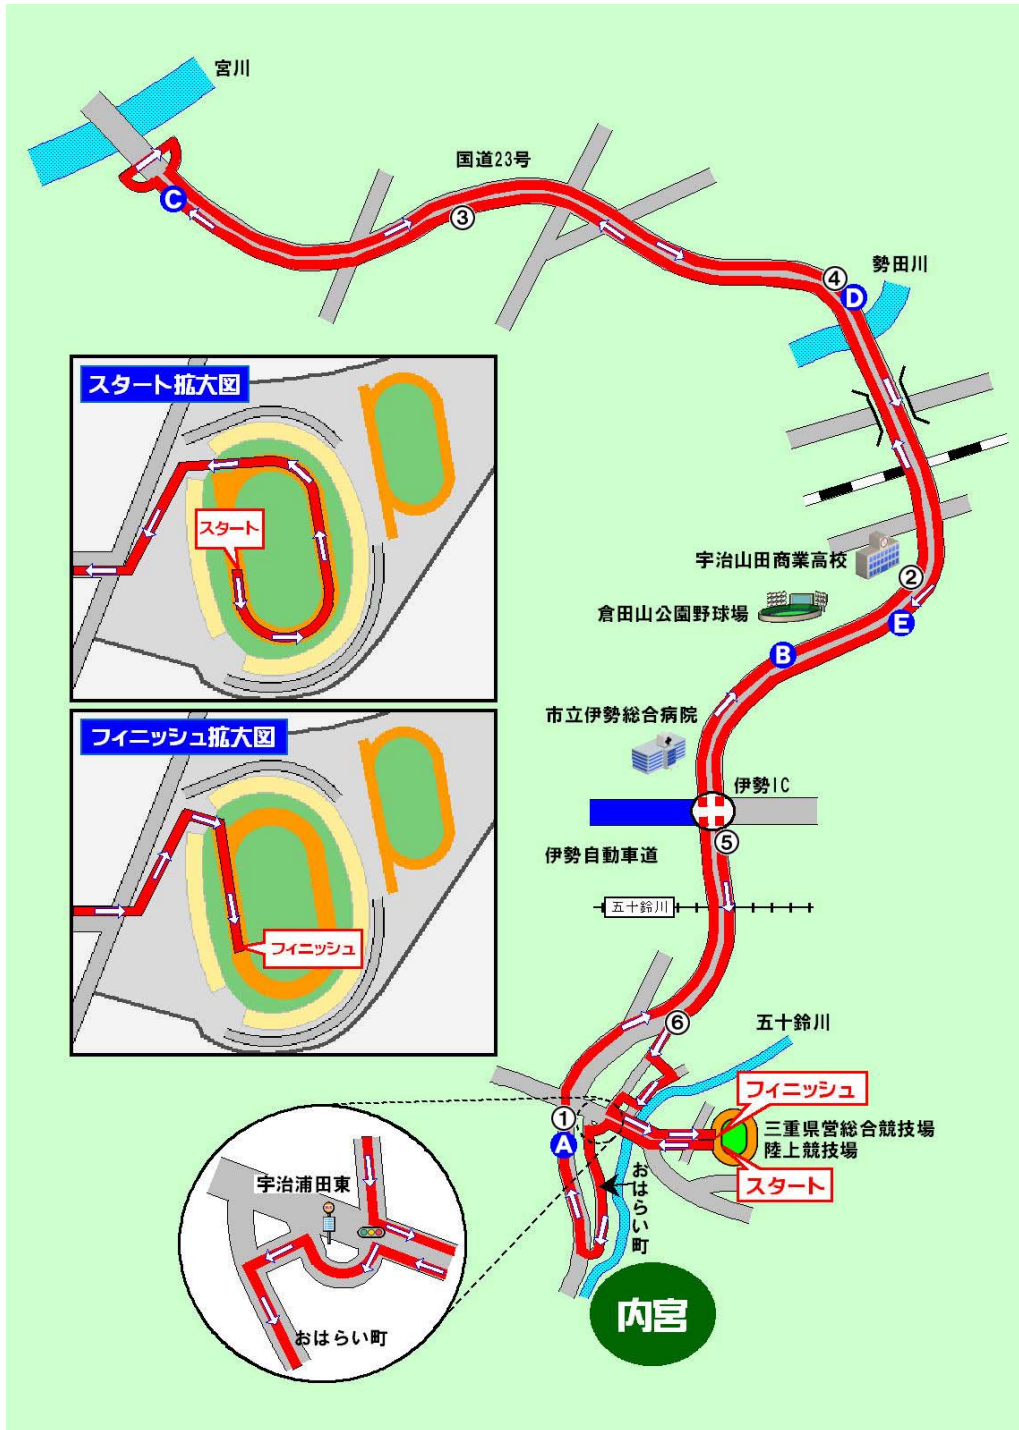 宮川
国道23号
C
③
④
D
勢田川
スタート拡大図
スタート
宇治山田商業高校
②
倉田山公園野球場
E
B
市立伊勢総合病院
フィニッシュ拡大図
フィニッシュ
伊勢IC
⑤
伊勢自動車道
五十鈴川
⑥
五十鈴川
フィニッシュ
①
A
三重県営総合競技場
陸上競技場
スタート
おはらい町
宇治浦田東
おはらい町
内宮